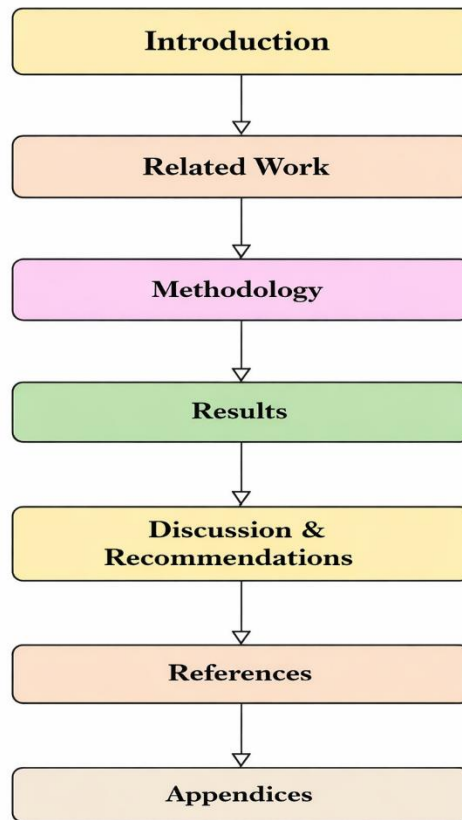 Introduction
Related Work
Methodology
Results
Discussion &
Recommendations
References
Appendices